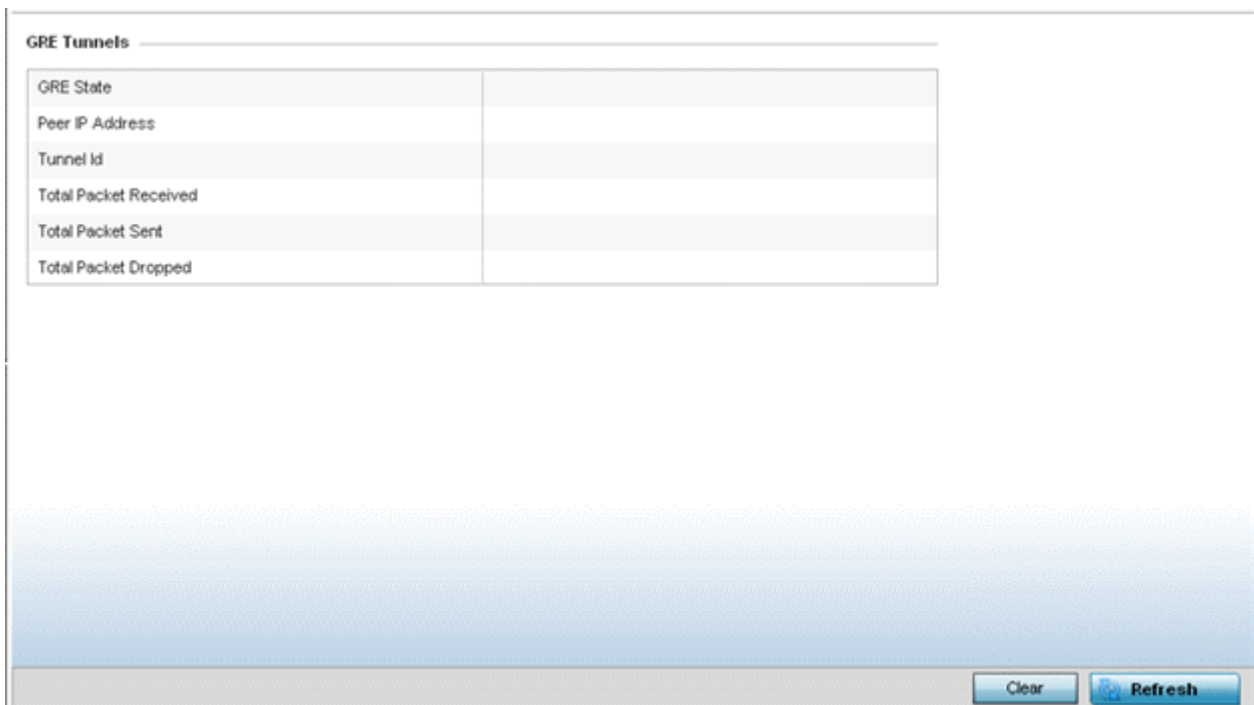 GRE Tunnels
GRE State
Peer IP Address
Tunnel Id
Total Packet Received
Total Packet Sent
Total Packet Dropped
Clear
Refresh